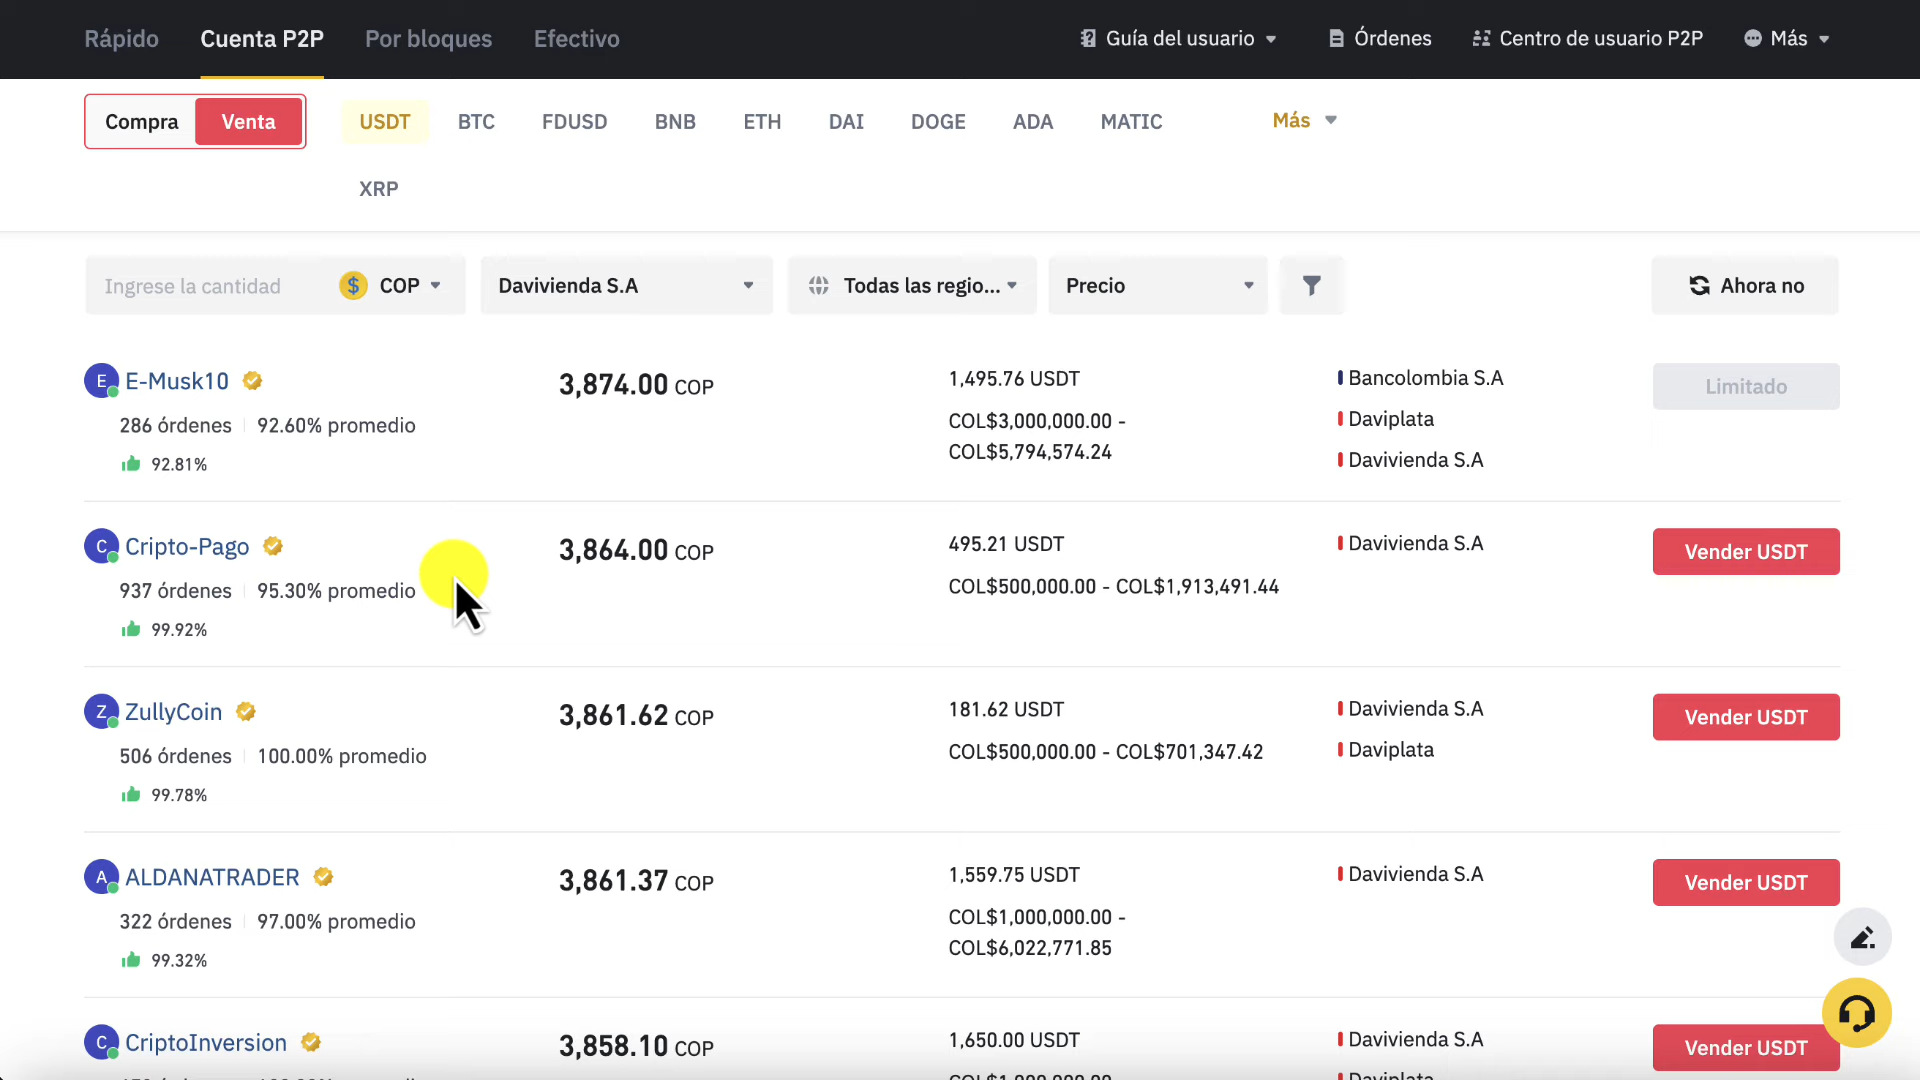 Rápido Cuenta P2P Por bloques Efectivo Guía del usuario Órdenes Centro de usuario P2P Más
Compra Venta USDT BTC FDUSD BNB ETH DAI DOGE ADA MATIC Más
XRP
Ingrese la cantidad $ COP Davivienda S.A Todas las regio... Precio Ahora no
E E-Musk10 3,874.00 COP 1,495.76 USDT Bancolombia S.A Limitado
286 órdenes 92.60% promedio COL$3,000,000.00 - Daviplata
COL$5,794,574.24 Davivienda S.A
92.81%
C Cripto-Pago 3,864.00 COP 495.21 USDT Davivienda S.A Vender USDT
937 órdenes 95.30% promedio COL$500,000.00 - COL$1,913,491.44
99.92%
Z ZullyCoin 3,861.62 COP 181.62 USDT Davivienda S.A Vender USDT
506 órdenes 100.00% promedio COL$500,000.00 - COL$701,347.42 Daviplata
99.78%
A ALDANATRADER 3,861.37 COP 1,559.75 USDT Davivienda S.A Vender USDT
322 órdenes 97.00% promedio COL$1,000,000.00 -
COL$6,022,771.85
99.32%
C CriptoInversion 3,858.10 COP 1,650.00 USDT Davivienda S.A Vender USDT
Daviplata